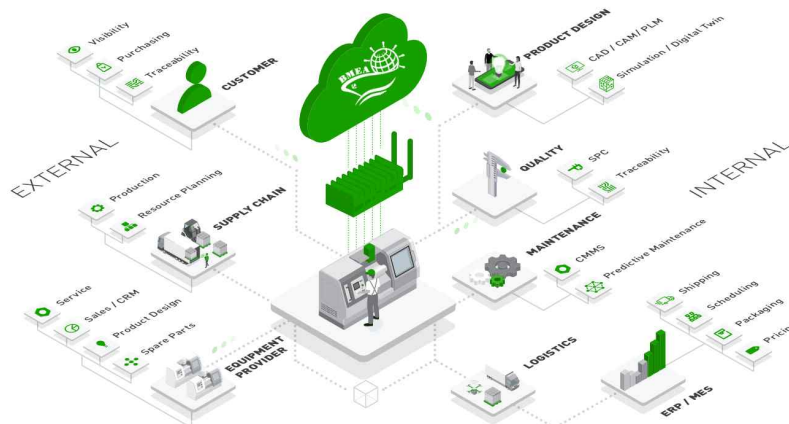 Visibility
Purchasing
Traceability
CUSTOMER
EXTERNAL
Production
Resource Planning
SUPPLY CHAIN
Service
Sales / CRM
Product Design
Spare Parts
EQUIPMENT
PROVIDER
BMEA
PRODUCT DESIGN
CAD / CAM/ PLM
Simulation / Digital Twin
INTERNAL
QUALITY
SPC
Traceability
MAINTENANCE
CMMS
Predictive Maintenance
LOGISTICS
Shipping
Scheduling
Packaging
Pricin
ERP / MES